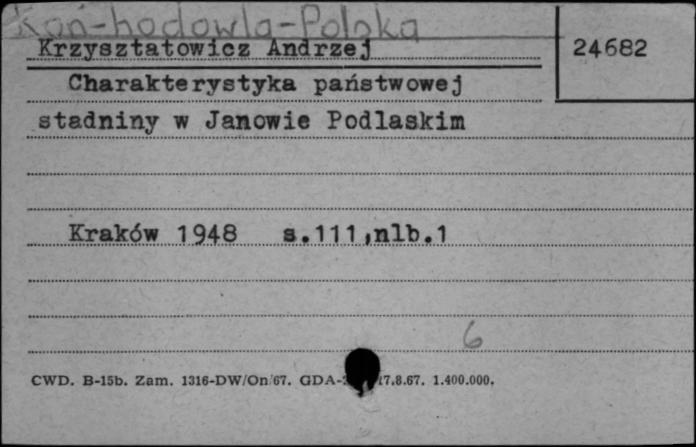 Koń-hodowla-Polska
Krzysztatowicz Andrzej
24682
Charakterystyka państwowej
stadniny w Janowie Podlaskim
Kraków 1948 s.111,nlb.1
6
CWD. B-15b. Zam. 1316-DW/On/67. GDA- 17.8.67. 1.400.000.